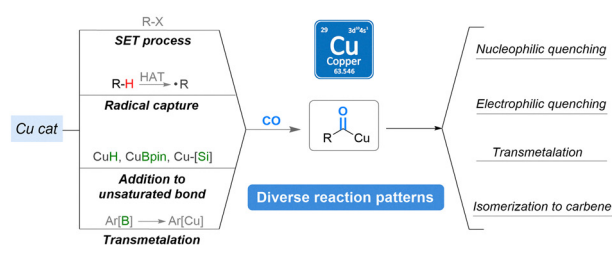 Cu cat
R-X
SET process
R-H HAT •R
Radical capture
CuH, CuBpin, Cu-[Si]
Addition to
unsaturated bond
Ar[B] Ar[Cu]
Transmetalation
CO
29 3d¹⁰4s¹
Cu
Copper
63.546
O
R Cu
Diverse reaction patterns
Nucleophilic quenching
Electrophilic quenching
Transmetalation
Isomerization to carbene